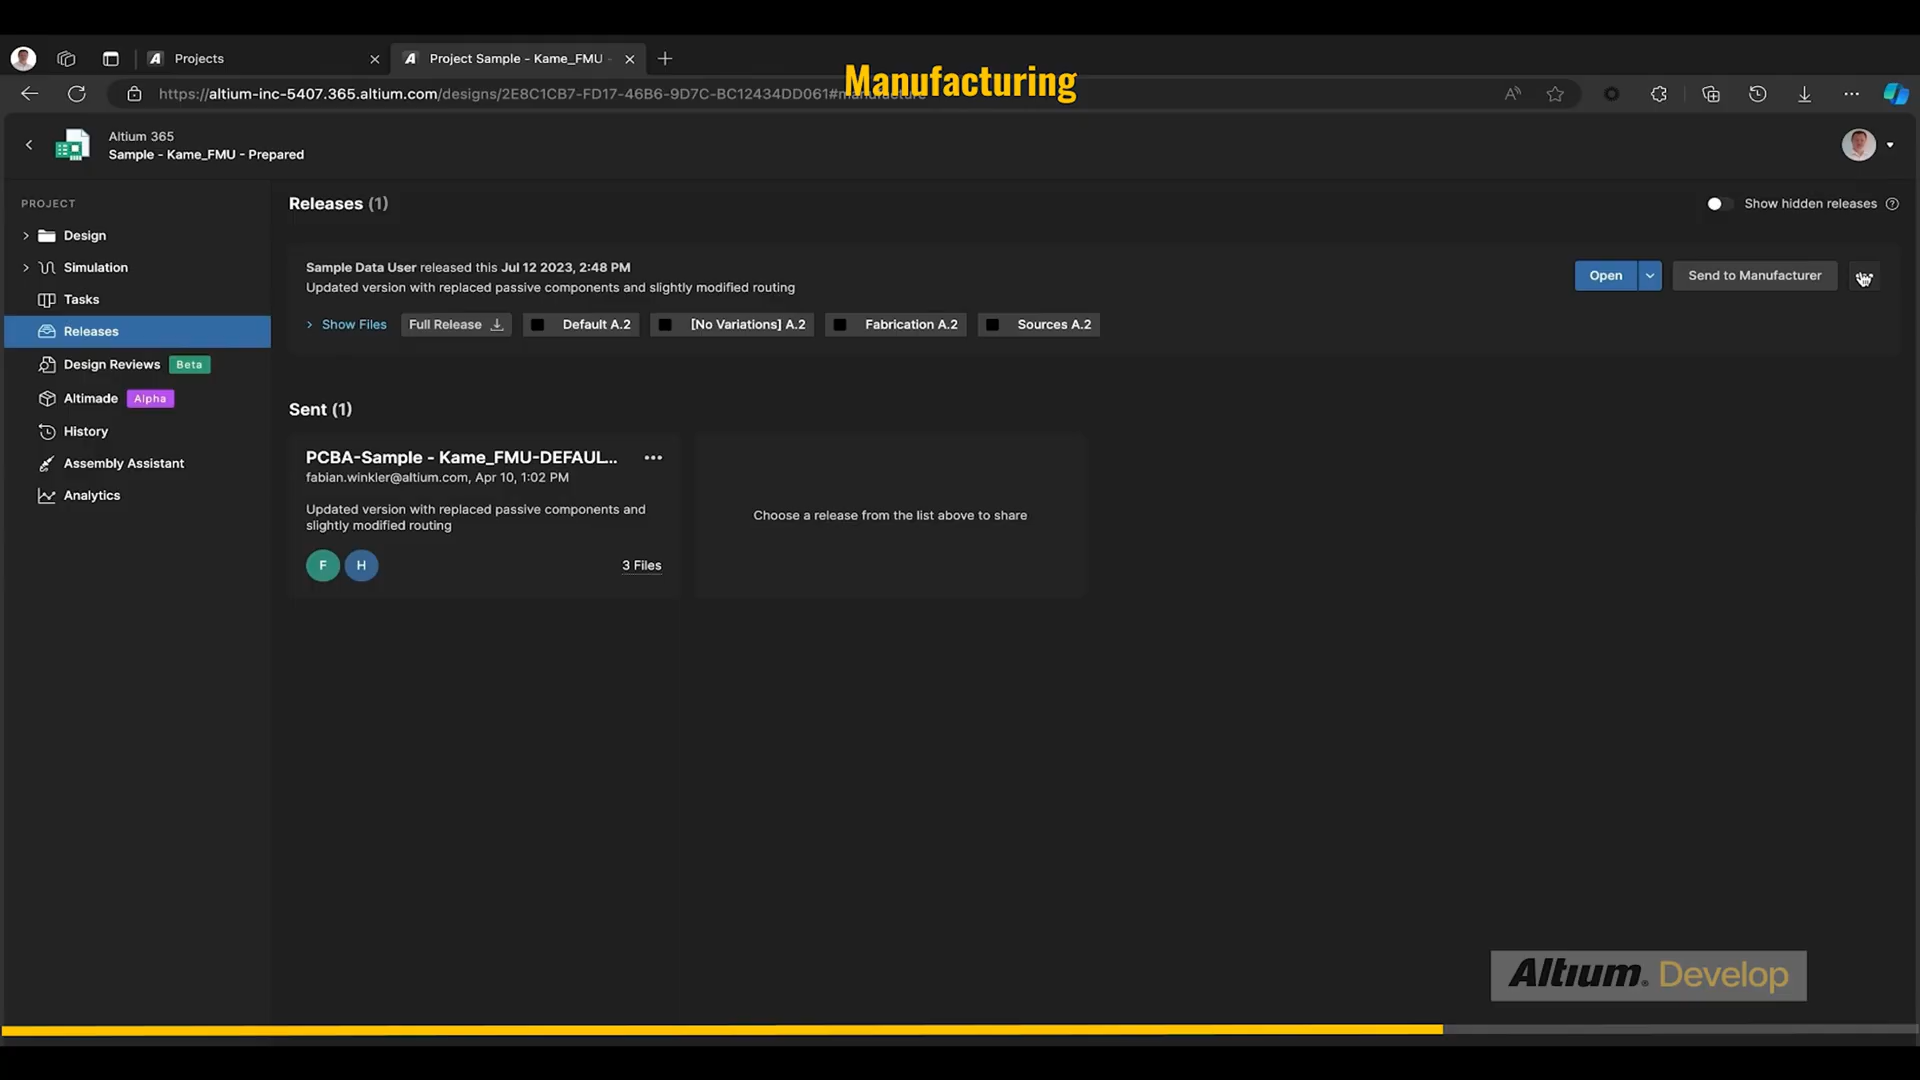 Projects
Project Sample - Kame_FMU -
Manufacturing
https://altium-inc-5407.365.altium.com/designs/2E8C1CB7-FD17-46B6-9D7C-BC12434DD061#manufacture
Altium 365
Sample - Kame_FMU - Prepared
PROJECT
Design
Simulation
Tasks
Releases
Design Reviews Beta
Altimade Alpha
History
Assembly Assistant
Analytics
Releases (1)
Show hidden releases
Sample Data User released this Jul 12 2023, 2:48 PM
Updated version with replaced passive components and slightly modified routing
Open
Send to Manufacturer
Show Files
Full Release
Default A.2
[No Variations] A.2
Fabrication A.2
Sources A.2
Sent (1)
PCBA-Sample - Kame_FMU-DEFAUL...
fabian.winkler@altium.com, Apr 10, 1:02 PM
Updated version with replaced passive components and
slightly modified routing
F H
3 Files
Choose a release from the list above to share
Altium. Develop